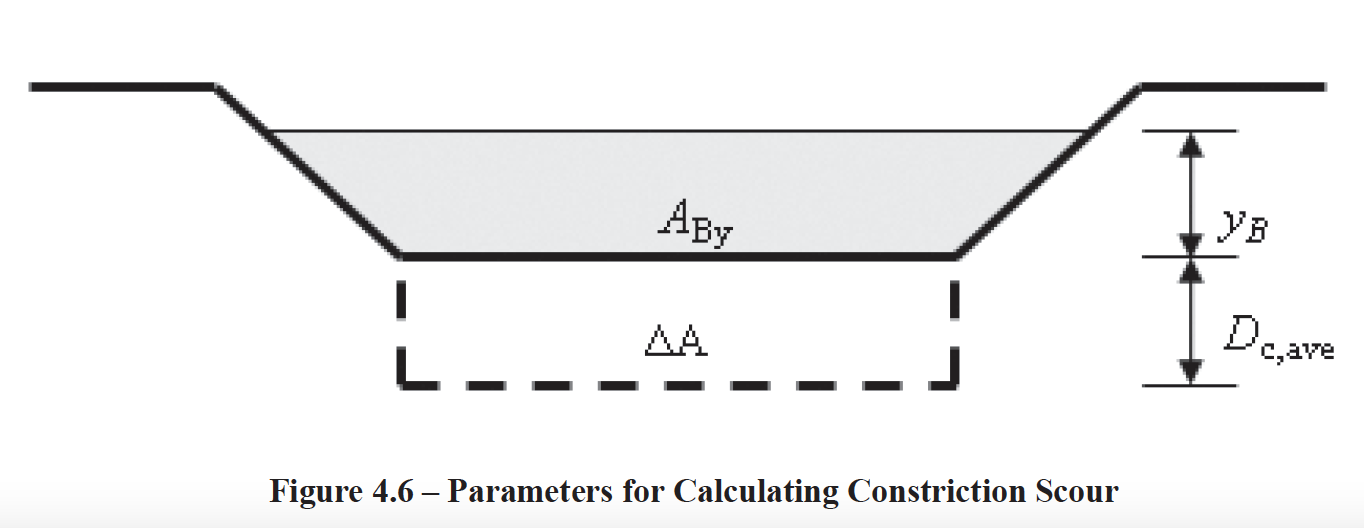 A_By
y_B
ΔA
D_c,ave
Figure 4.6 – Parameters for Calculating Constriction Scour